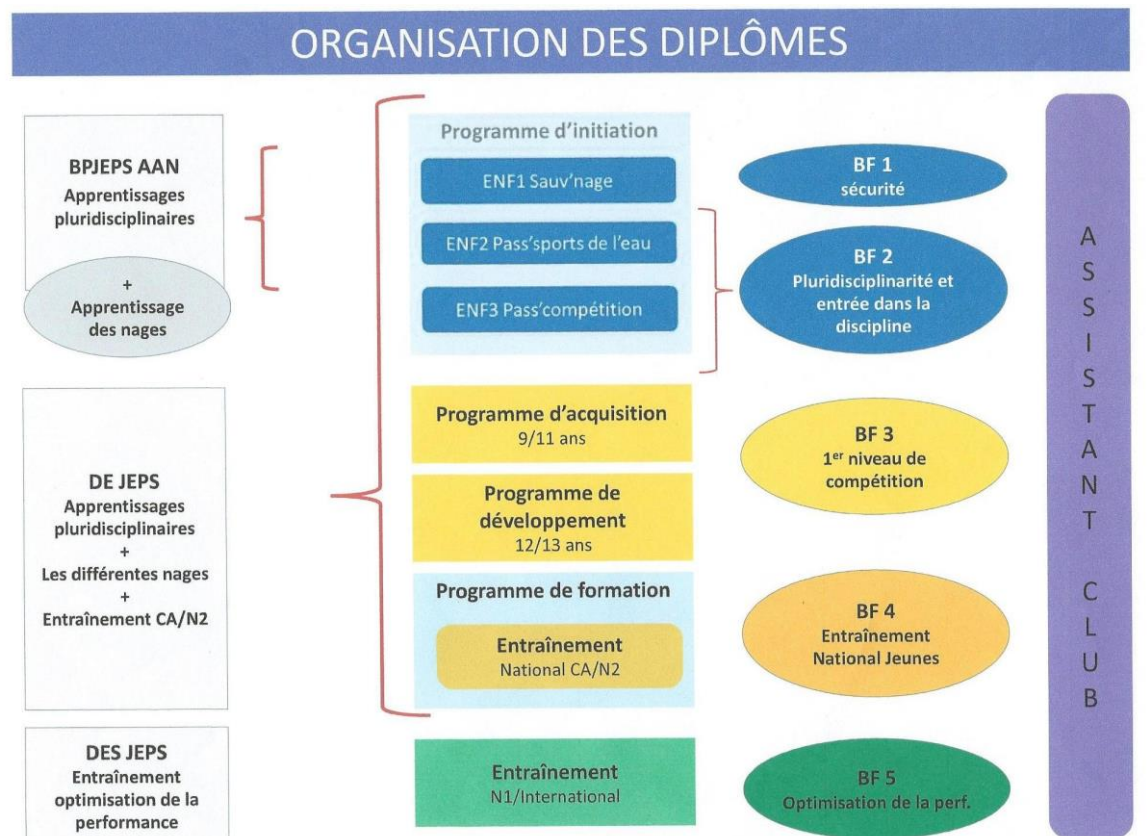 ORGANISATION DES DIPLÔMES
BPJEPS AAN
Apprentissages
pluridisciplinaires
+
Apprentissage
des nages
DE JEPS
Apprentissages
pluridisciplinaires
+
Les différentes nages
+
Entraînement CA/N2
DES JEPS
Entraînement
optimisation de la
performance
Programme d'initiation
ENF1 Sauv'nage
ENF2 Pass'sports de l'eau
ENF3 Pass'compétition
Programme d'acquisition
9/11 ans
Programme de
développement
12/13 ans
Programme de formation
Entraînement
National CA/N2
Entraînement
N1/International
BF 1
sécurité
BF 2
Pluridisciplinarité et
entrée dans la
discipline
BF 3
1er niveau de
compétition
BF 4
Entraînement
National Jeunes
BF 5
Optimisation de la perf.
ASSISTANT CLUB